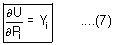 ∂U/∂Pᵢ = Yᵢ ....(7)